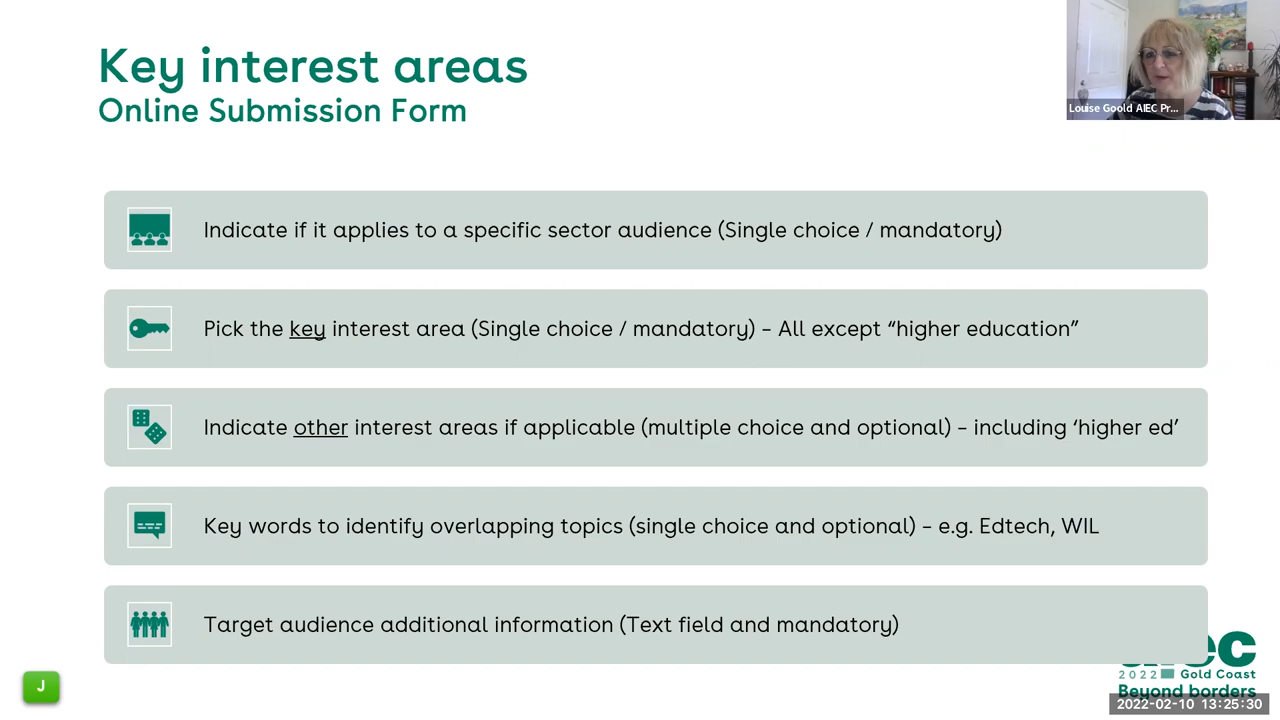 Key interest areas
Online Submission Form
Louise Goold AIEC Pr...
Indicate if it applies to a specific sector audience (Single choice / mandatory)
Pick the key interest area (Single choice / mandatory) – All except “higher education”
Indicate other interest areas if applicable (multiple choice and optional) – including ‘higher ed’
Key words to identify overlapping topics (single choice and optional) – e.g. Edtech, WIL
Target audience additional information (Text field and mandatory)
J
2022 Gold Coast
Beyond borders
2022-02-10 13:25:30